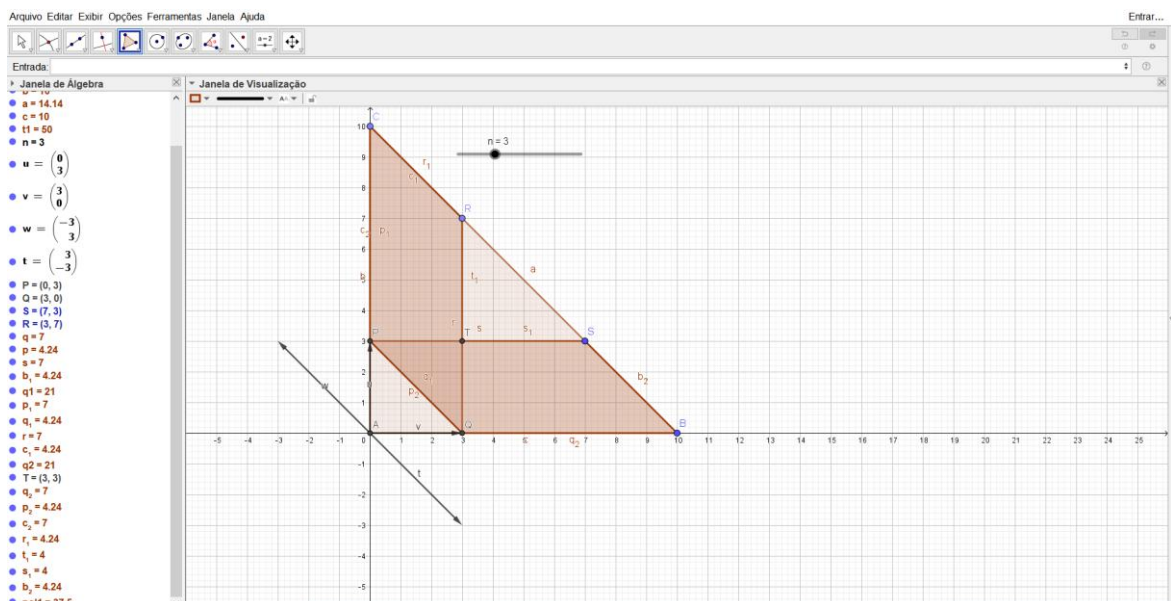 Arquivo Editar Exibir Opções Ferramentas Janela Ajuda
Entrar...
a=2
Entrada:
Janela de Álgebra
Janela de Visualização
b = 10
a = 14.14
c = 10
t1 = 50
n = 3
u = (0 3)
v = (3 0)
w = (−3 3)
t = (3 −3)
P = (0, 3)
Q = (3, 0)
S = (7, 3)
R = (3, 7)
q = 7
p = 4.24
s = 7
b₁ = 4.24
q1 = 21
p₁ = 7
q₁ = 4.24
r = 7
c₁ = 4.24
q2 = 21
T = (3, 3)
q₂ = 7
p₂ = 4.24
c₂ = 7
r₁ = 4.24
t₁ = 4
s₁ = 4
b₂ = 4.24
C
10
n = 3
9
r₁
c₁
8
R
7
c₂ p₁
6
a
b
5
t₁
4
r
s
s₁
P
3
T
S
2
b₂
w
p₂
1
A
v
Q
B
-5 -4 -3 -2 -1 0 1 2 3 4 5 6 7 8 9 10 11 12 13 14 15 16 17 18 19 20 21 22 23 24 25
q₂
-1
t
-2
-3
-4
-5